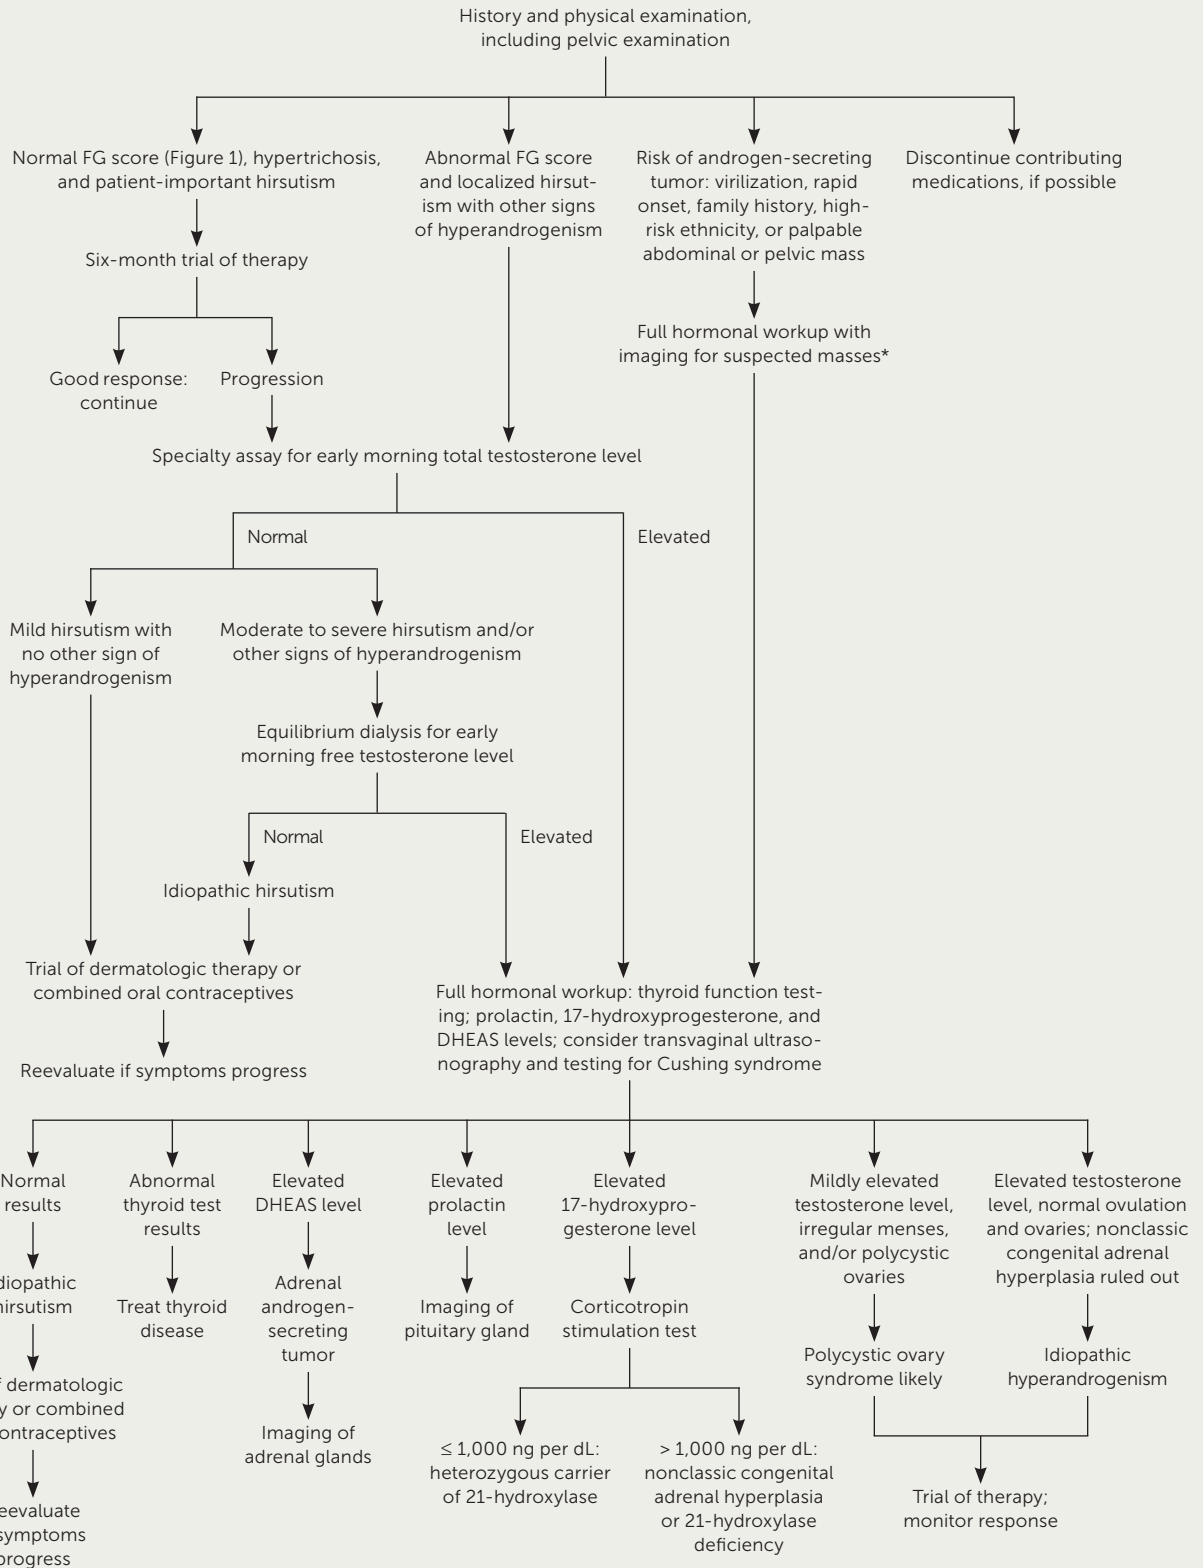 History and physical examination,
including pelvic examination
Normal FG score (Figure 1), hypertrichosis,
and patient-important hirsutism
Abnormal FG score
and localized hirsut-
ism with other signs
of hyperandrogenism
Risk of androgen-secreting
tumor: virilization, rapid
onset, family history, high-
risk ethnicity, or palpable
abdominal or pelvic mass
Discontinue contributing
medications, if possible
Six-month trial of therapy
Full hormonal workup with
imaging for suspected masses*
Good response:
continue
Progression
Specialty assay for early morning total testosterone level
Normal
Elevated
Mild hirsutism with
no other sign of
hyperandrogenism
Moderate to severe hirsutism and/or
other signs of hyperandrogenism
Equilibrium dialysis for early
morning free testosterone level
Normal
Elevated
Idiopathic hirsutism
Trial of dermatologic therapy or
combined oral contraceptives
Reevaluate if symptoms progress
Full hormonal workup: thyroid function test-
ing; prolactin, 17-hydroxyprogesterone, and
DHEAS levels; consider transvaginal ultraso-
nography and testing for Cushing syndrome
Normal
results
Abnormal
thyroid test
results
Elevated
DHEAS level
Elevated
prolactin
level
Elevated
17-hydroxypro-
gesterone level
Mildly elevated
testosterone level,
irregular menses,
and/or polycystic
ovaries
Elevated testosterone
level, normal ovulation
and ovaries; nonclassic
congenital adrenal
hyperplasia ruled out
diopathic
hirsutism
Treat thyroid
disease
Adrenal
androgen-
secreting
tumor
Imaging of
pituitary gland
Corticotropin
stimulation test
Polycystic ovary
syndrome likely
Idiopathic
hyperandrogenism
f dermatologic
y or combined
ontraceptives
Imaging of
adrenal glands
≤ 1,000 ng per dL:
heterozygous carrier
of 21-hydroxylase
> 1,000 ng per dL:
nonclassic congenital
adrenal hyperplasia
or 21-hydroxylase
deficiency
Trial of therapy;
monitor response
eevaluate
symptoms
progress